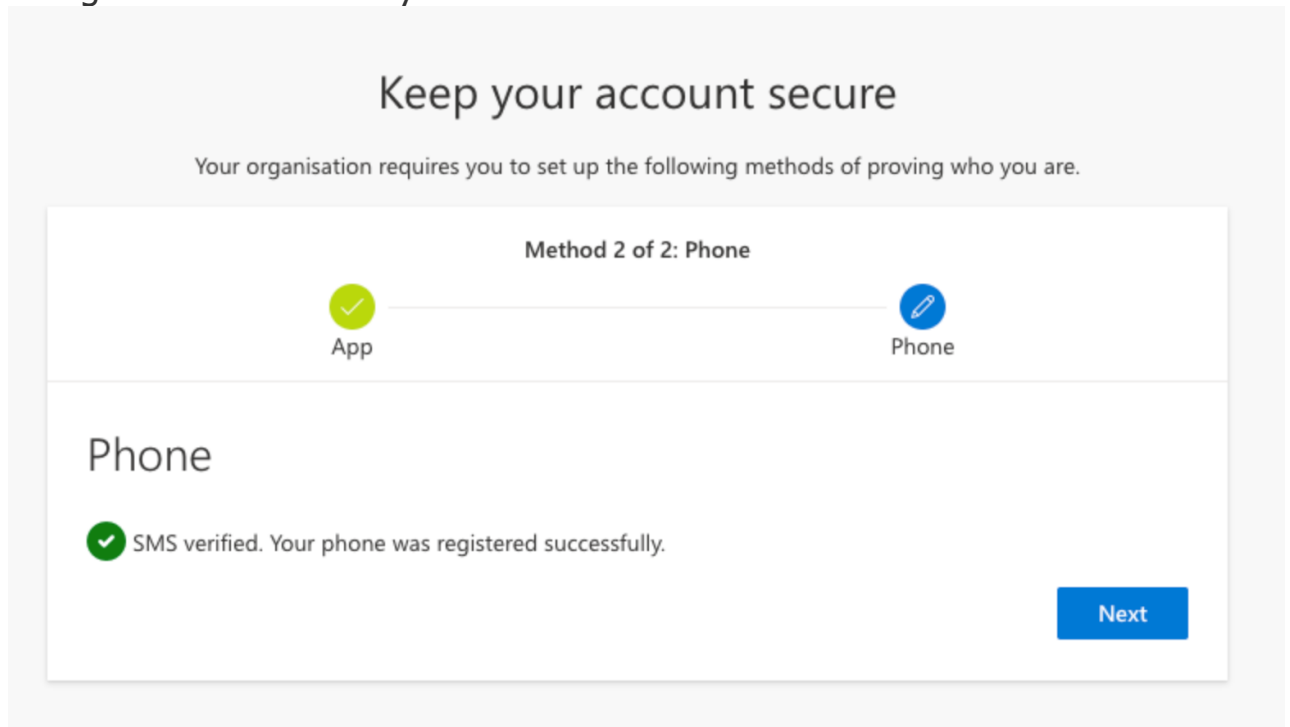 Keep your account secure
Your organisation requires you to set up the following methods of proving who you are.
Method 2 of 2: Phone
App
Phone
Phone
SMS verified. Your phone was registered successfully.
Next